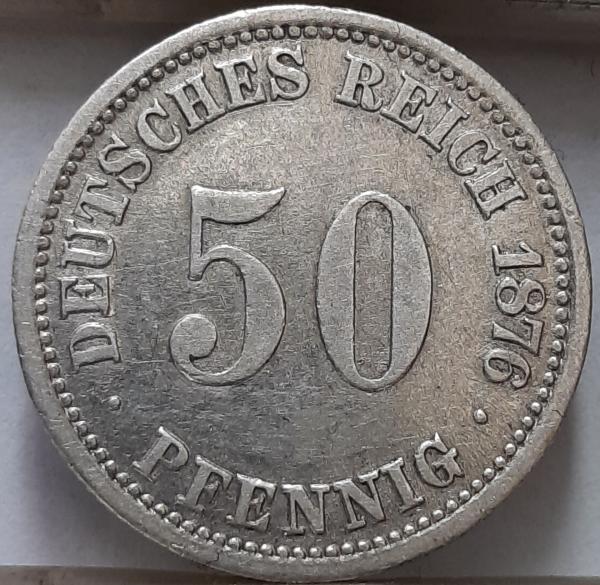 · DEUTSCHES REICH 1876 ·
50
PFENNIG